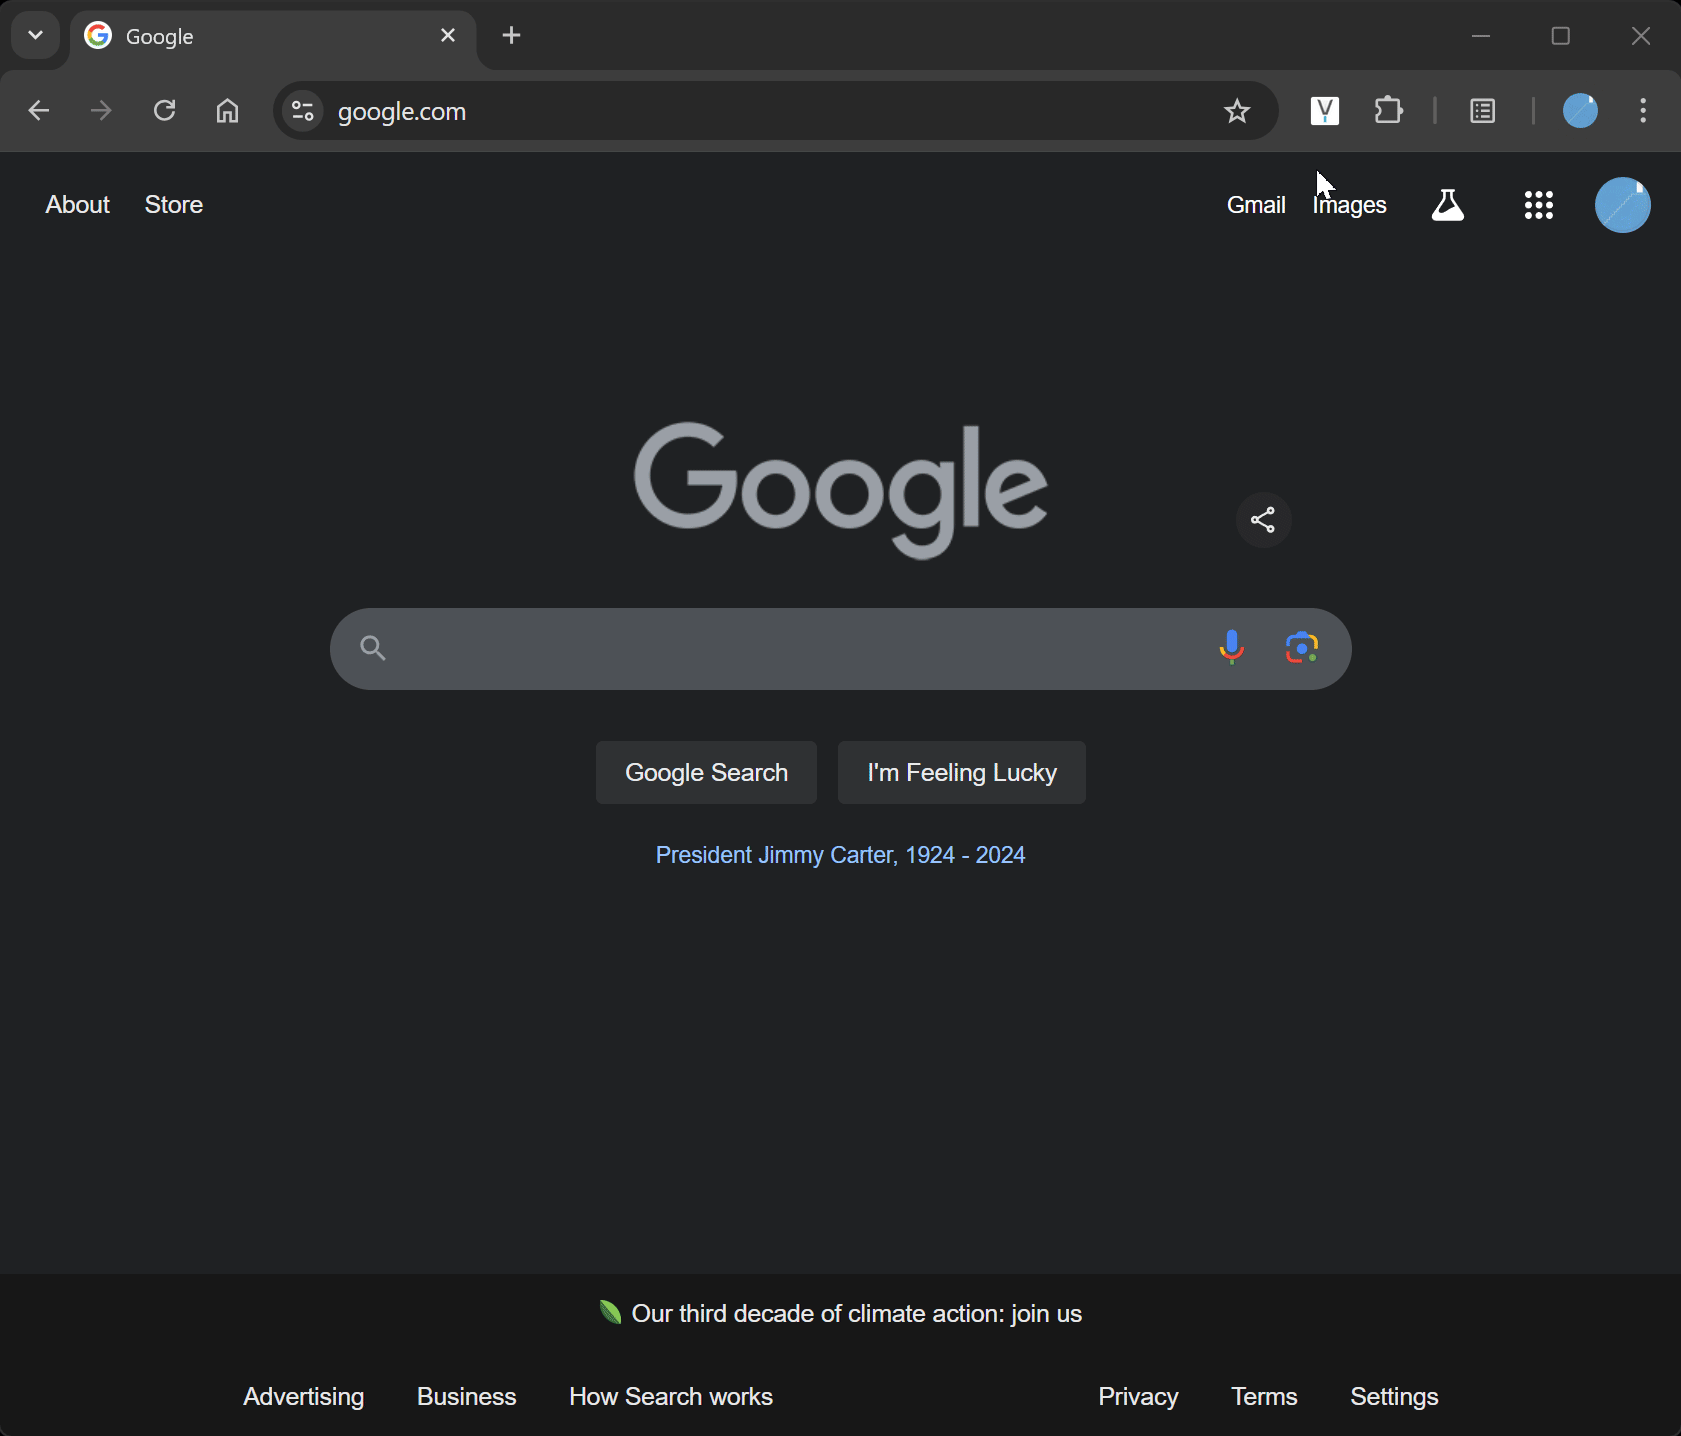 Google
google.com
About Store Gmail Images
Google
Google Search I'm Feeling Lucky
President Jimmy Carter, 1924 - 2024
Our third decade of climate action: join us
Advertising Business How Search works Privacy Terms Settings